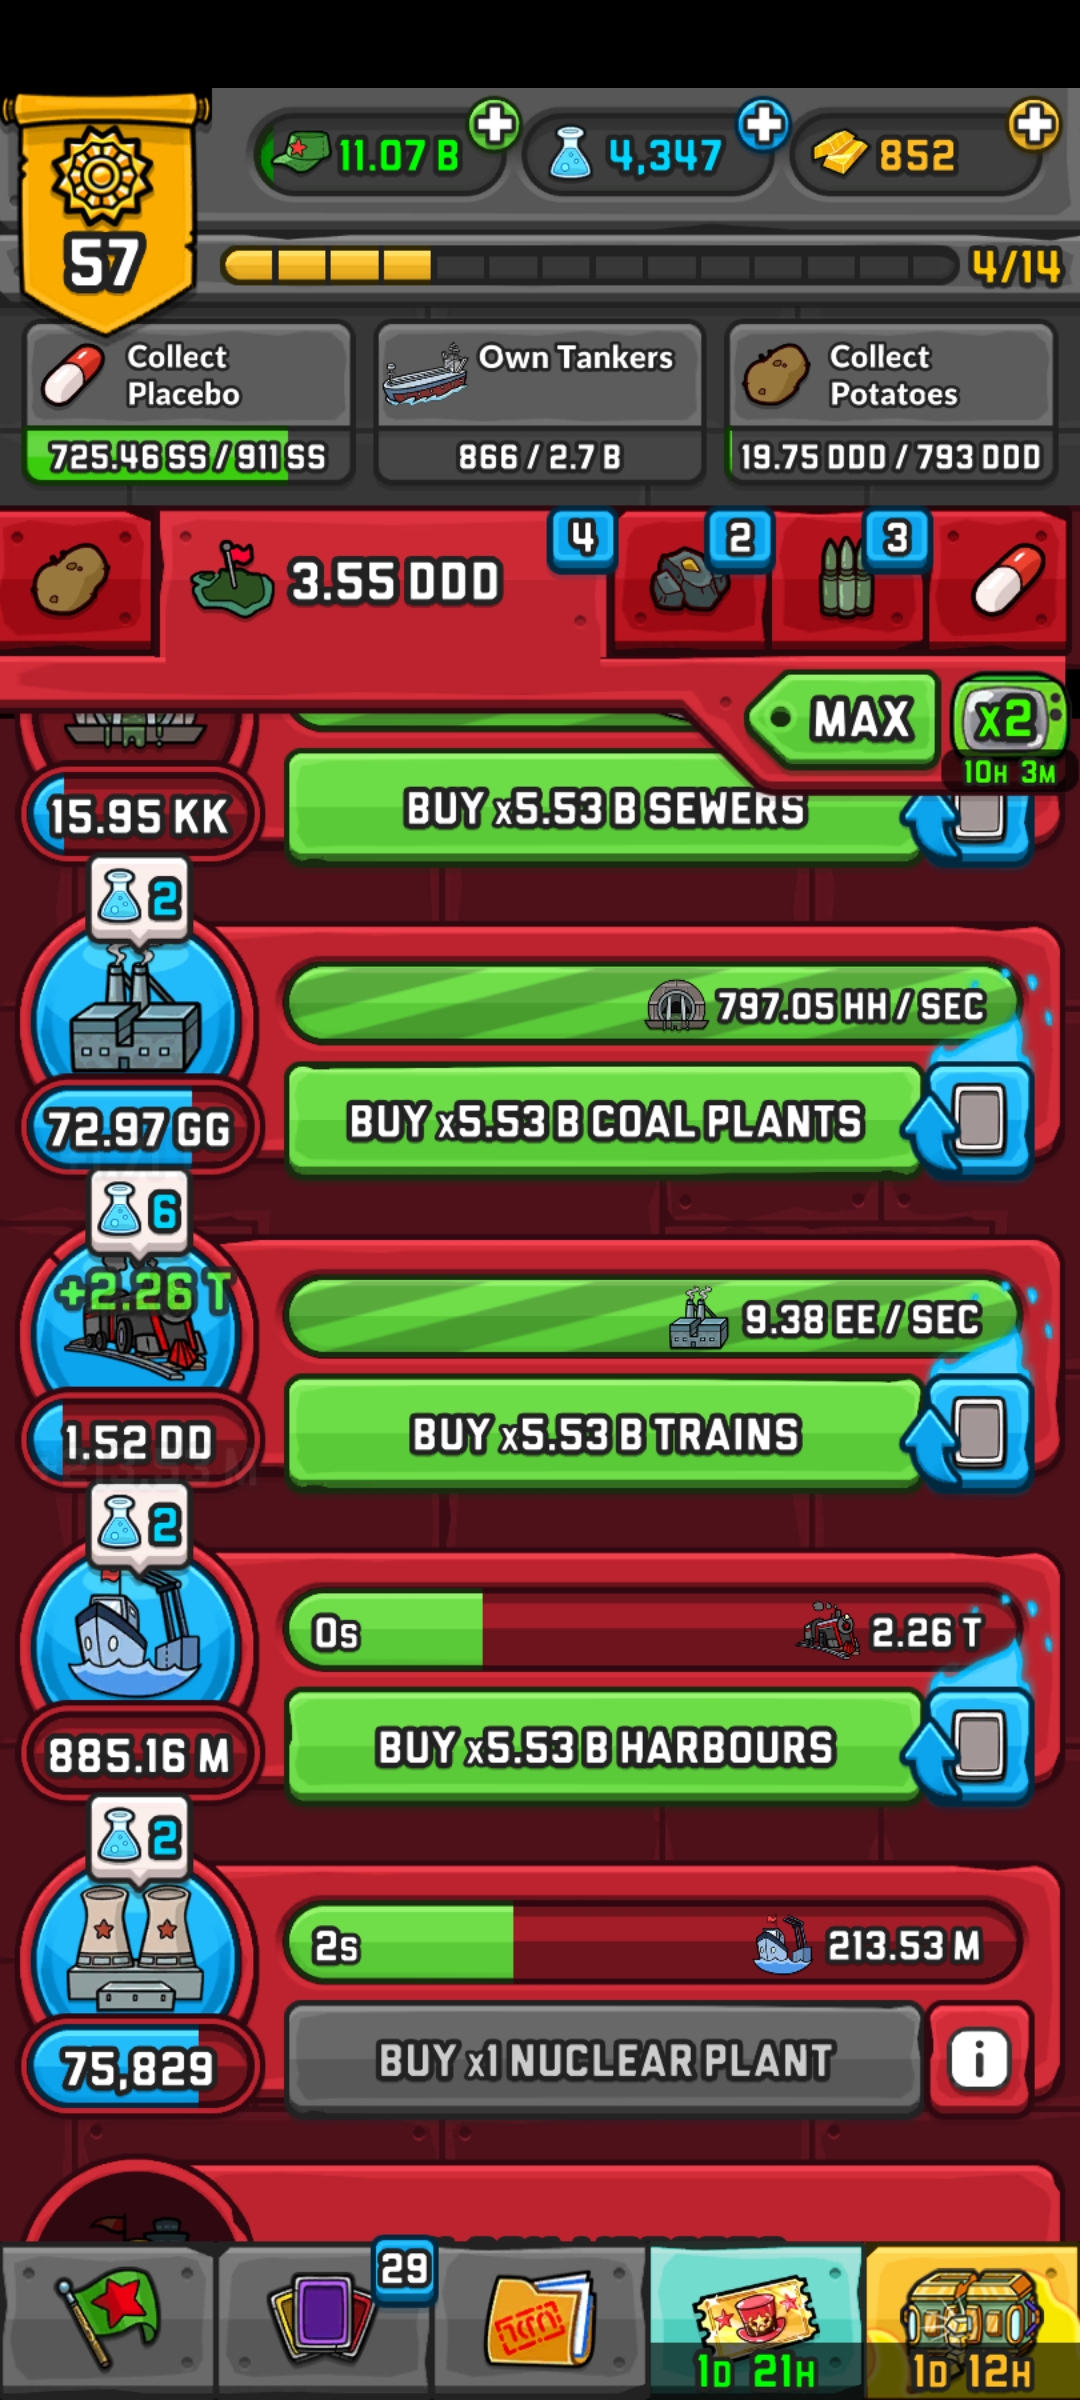 11.07 B
4,347
852
57
4/14
Collect
Placebo
725.46 SS / 911 SS
Own Tankers
866 / 2.7 B
Collect
Potatoes
19.75 DDD / 793 DDD
3.55 DDD
4
2
3
MAX
x2
10H 3M
15.95 KK
BUY x5.53 B SEWERS
2
797.05 HH / SEC
72.97 GG
BUY x5.53 B COAL PLANTS
6
+2.26 T
9.38 EE / SEC
1.52 DD
BUY x5.53 B TRAINS
2
0s
2.26 T
885.16 M
BUY x5.53 B HARBOURS
2
2s
213.53 M
75,829
BUY x1 NUCLEAR PLANT
i
29
1D 21H
1D 12H